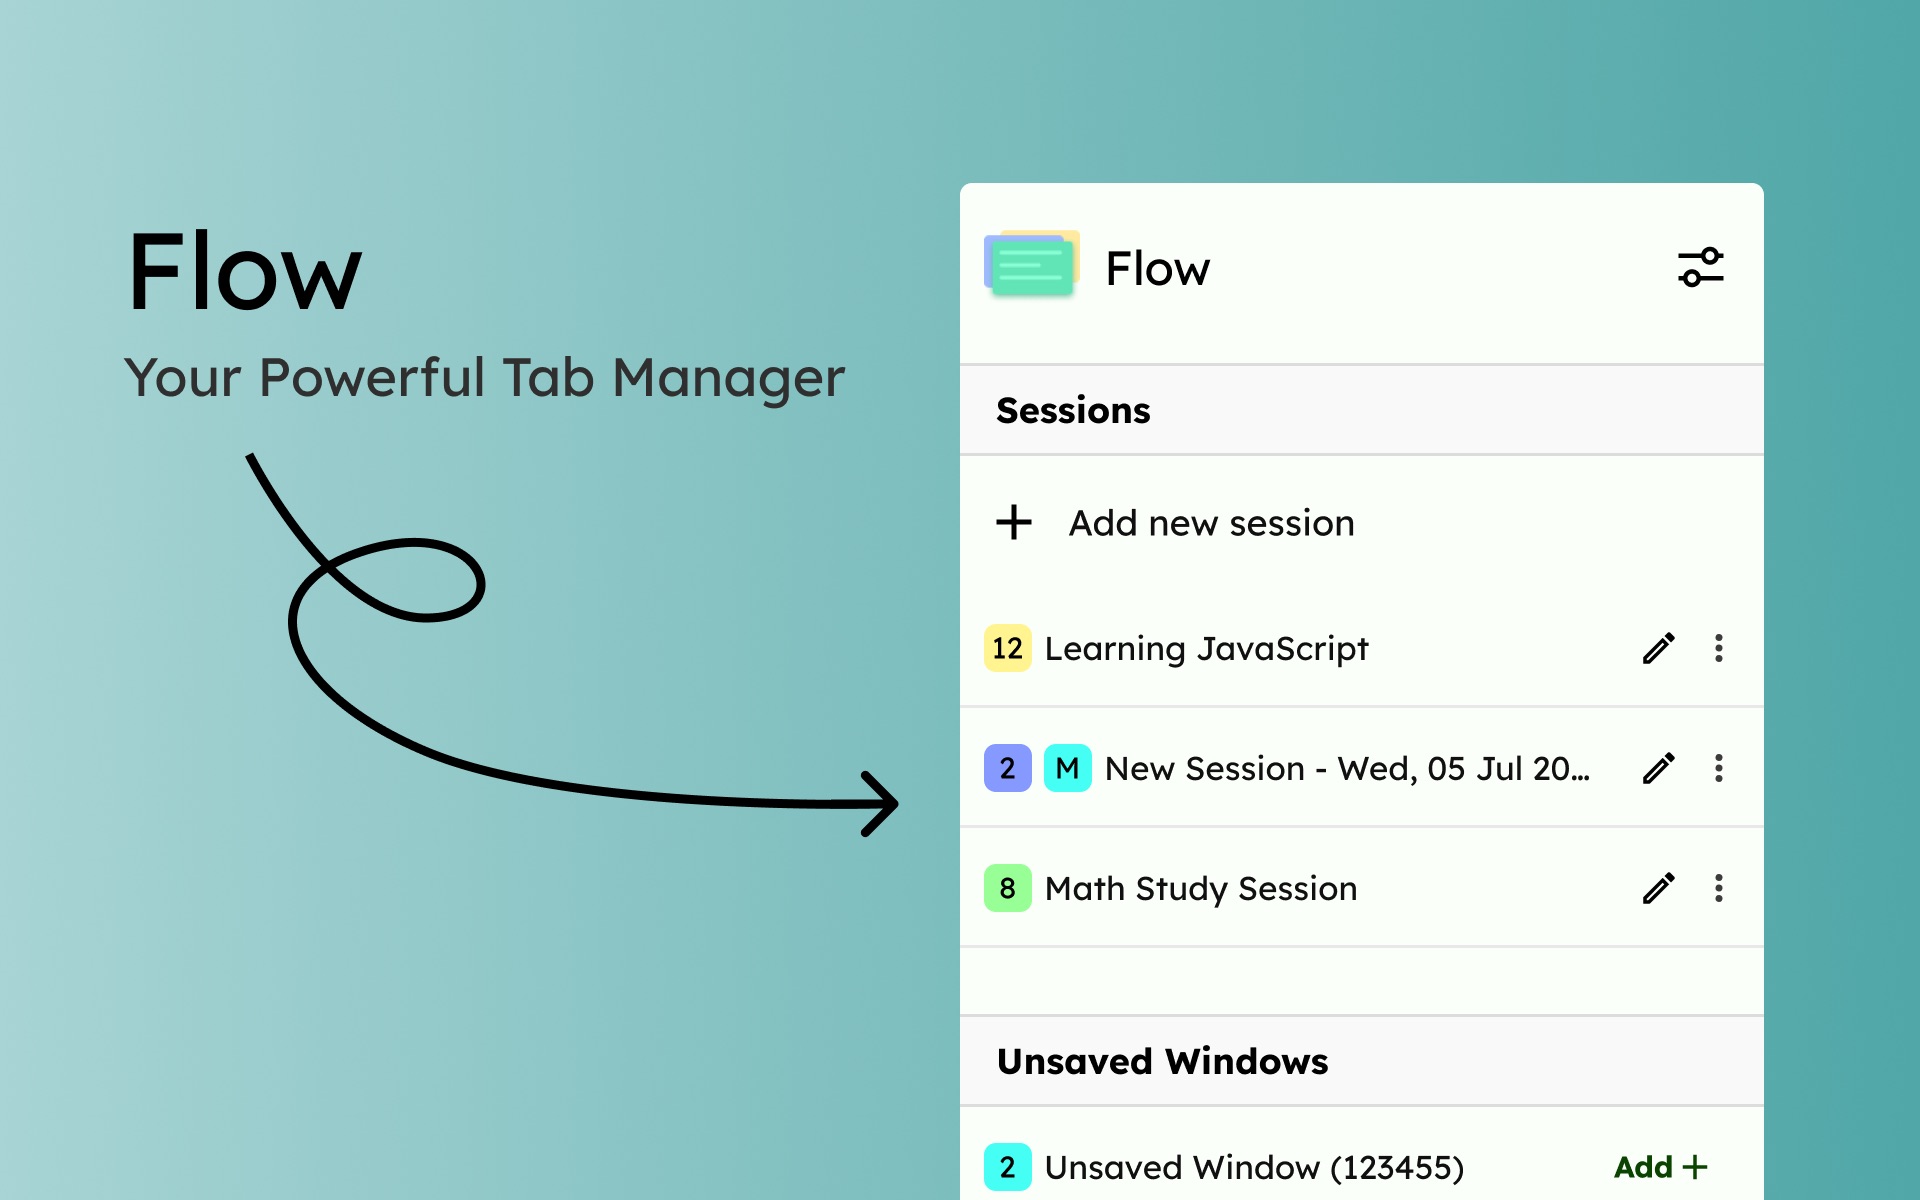 Flow
Your Powerful Tab Manager
Flow
Sessions
Add new session
12 Learning JavaScript
2 M New Session - Wed, 05 Jul 20...
8 Math Study Session
Unsaved Windows
2 Unsaved Window (123455) Add +